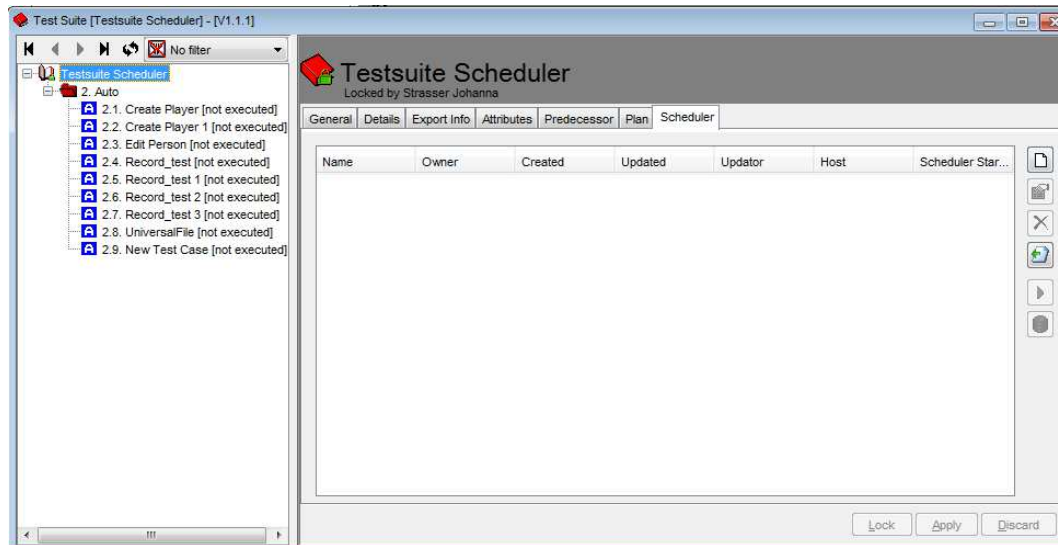 Test Suite [Testsuite Scheduler] - [V1.1.1]
No filter
Testsuite Scheduler
2. Auto
2.1. Create Player [not executed]
2.2. Create Player 1 [not executed]
2.3. Edit Person [not executed]
2.4. Record_test [not executed]
2.5. Record_test 1 [not executed]
2.6. Record_test 2 [not executed]
2.7. Record_test 3 [not executed]
2.8. UniversalFile [not executed]
2.9. New Test Case [not executed]
Testsuite Scheduler
Locked by Strasser Johanna
General Details Export Info Attributes Predecessor Plan Scheduler
Name Owner Created Updated Updator Host Scheduler Star...
Lock Apply Discard